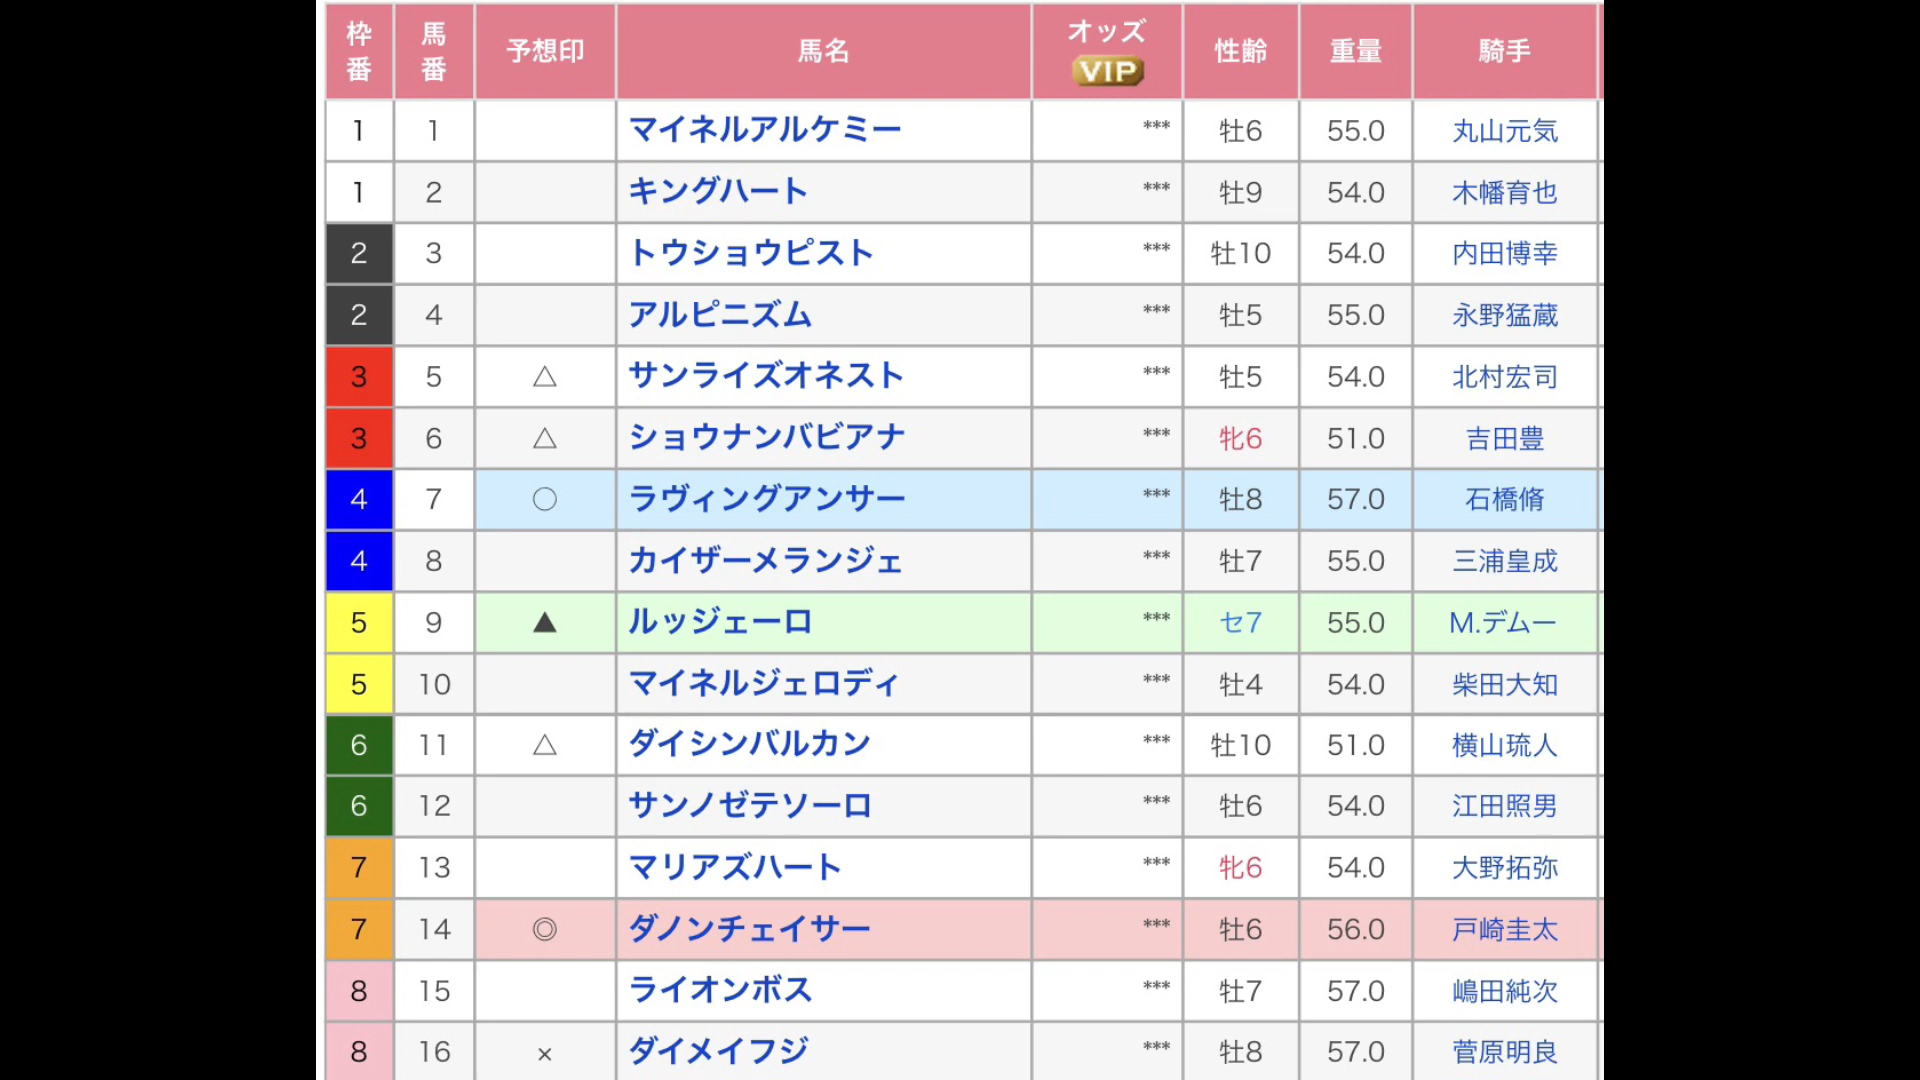 枠番 馬番 予想印 馬名 オッズ VIP 性齢 重量 騎手
1 1 マイネルアルケミー *** 牡6 55.0 丸山元気
1 2 キングハート *** 牡9 54.0 木幡育也
2 3 トウショウピスト *** 牡10 54.0 内田博幸
2 4 アルピニズム *** 牡5 55.0 永野猛蔵
3 5 △ サンライズオネスト *** 牡5 54.0 北村宏司
3 6 △ ショウナンバビアナ *** 牝6 51.0 吉田豊
4 7 ○ ラヴィングアンサー *** 牡8 57.0 石橋脩
4 8 カイザーメランジェ *** 牡7 55.0 三浦皇成
5 9 ▲ ルッジェーロ *** セ7 55.0 M.デムー
5 10 マイネルジェロディ *** 牡4 54.0 柴田大知
6 11 △ ダイシンバルカン *** 牡10 51.0 横山琉人
6 12 サンノゼテソーロ *** 牡6 54.0 江田照男
7 13 マリアズハート *** 牝6 54.0 大野拓弥
7 14 ◎ ダノンチェイサー *** 牡6 56.0 戸崎圭太
8 15 ライオンボス *** 牡7 57.0 嶋田純次
8 16 × ダイメイフジ *** 牡8 57.0 菅原明良